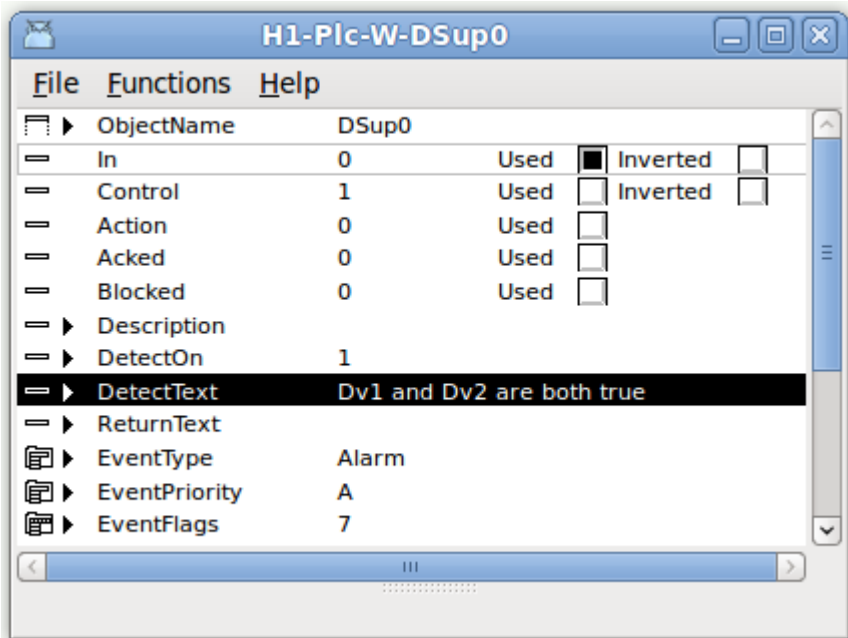 H1-Plc-W-DSup0
File Functions Help
ObjectName DSup0
In 0 Used Inverted
Control 1 Used Inverted
Action 0 Used
Acked 0 Used
Blocked 0 Used
Description
DetectOn 1
DetectText Dv1 and Dv2 are both true
ReturnText
EventType Alarm
EventPriority A
EventFlags 7